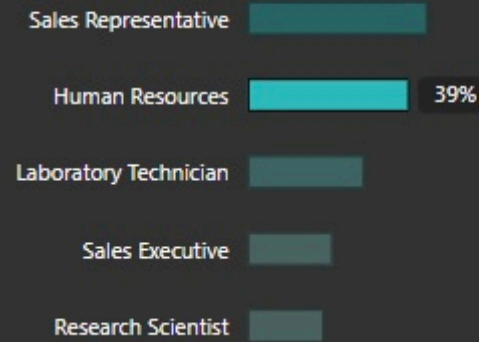 Sales Representative
Human Resources 39%
Laboratory Technician
Sales Executive
Research Scientist